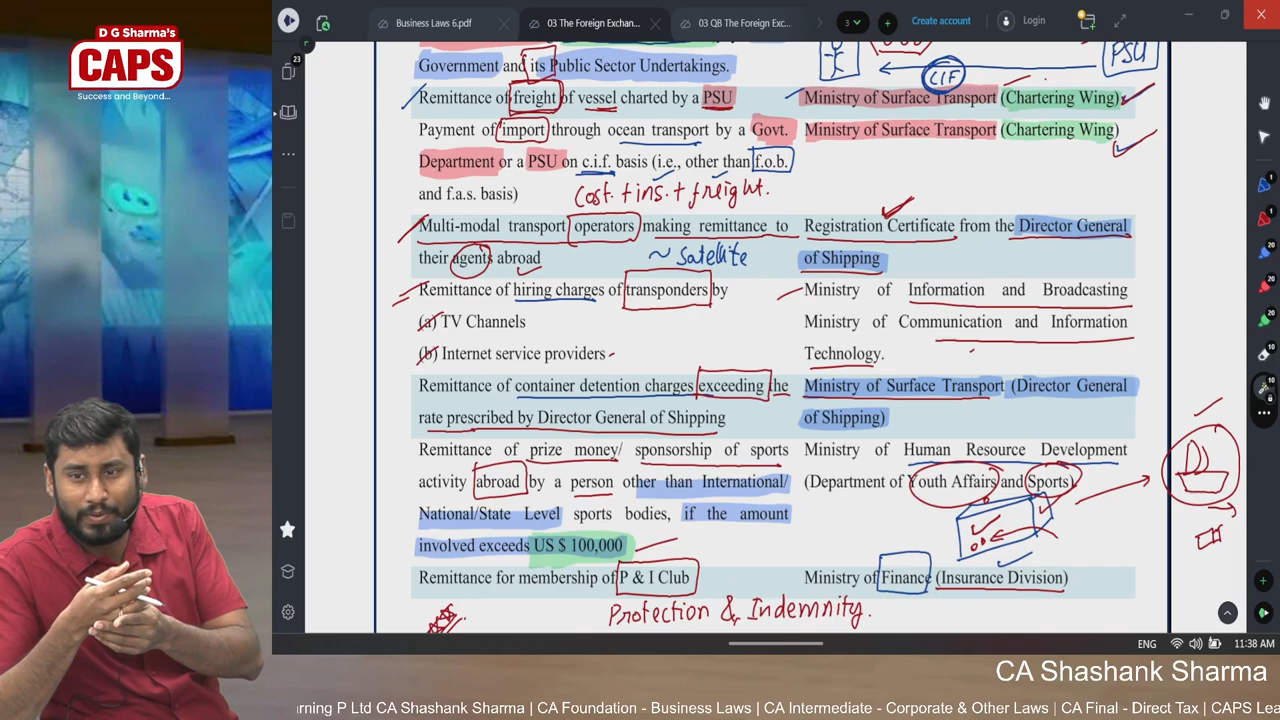 D G Sharma's
CAPS
Success and Beyond...
Business Laws 6.pdf
03 The Foreign Exchan...
03 QB The Foreign Exc...
3
Create account
Login
23
Government and its Public Sector Undertakings.
CIF
PSU
Remittance of freight of vessel charted by a PSU
Ministry of Surface Transport (Chartering Wing)
Payment of import through ocean transport by a Govt.
Ministry of Surface Transport (Chartering Wing)
Department or a PSU on c.i.f. basis (i.e., other than f.o.b.
and f.a.s. basis)
Cost + ins. + freight.
Multi-modal transport operators making remittance to
Registration Certificate from the Director General
their agents abroad
~ Satellite
of Shipping
Remittance of hiring charges of transponders by
Ministry of Information and Broadcasting
(a) TV Channels
Ministry of Communication and Information
(b) Internet service providers
Technology.
Remittance of container detention charges exceeding the
Ministry of Surface Transport (Director General
rate prescribed by Director General of Shipping
of Shipping)
Remittance of prize money/ sponsorship of sports
Ministry of Human Resource Development
activity abroad by a person other than International/
(Department of Youth Affairs and Sports)
National/State Level sports bodies, if the amount
involved exceeds US $ 100,000
Remittance for membership of P & I Club
Ministry of Finance (Insurance Division)
Protection & Indemnity.
1
1
20
20
20
10
10
ENG
11:38 AM
CA Shashank Sharma
rning P Ltd CA Shashank Sharma | CA Foundation - Business Laws | CA Intermediate - Corporate & Other Laws | CA Final - Direct Tax | CAPS Lea